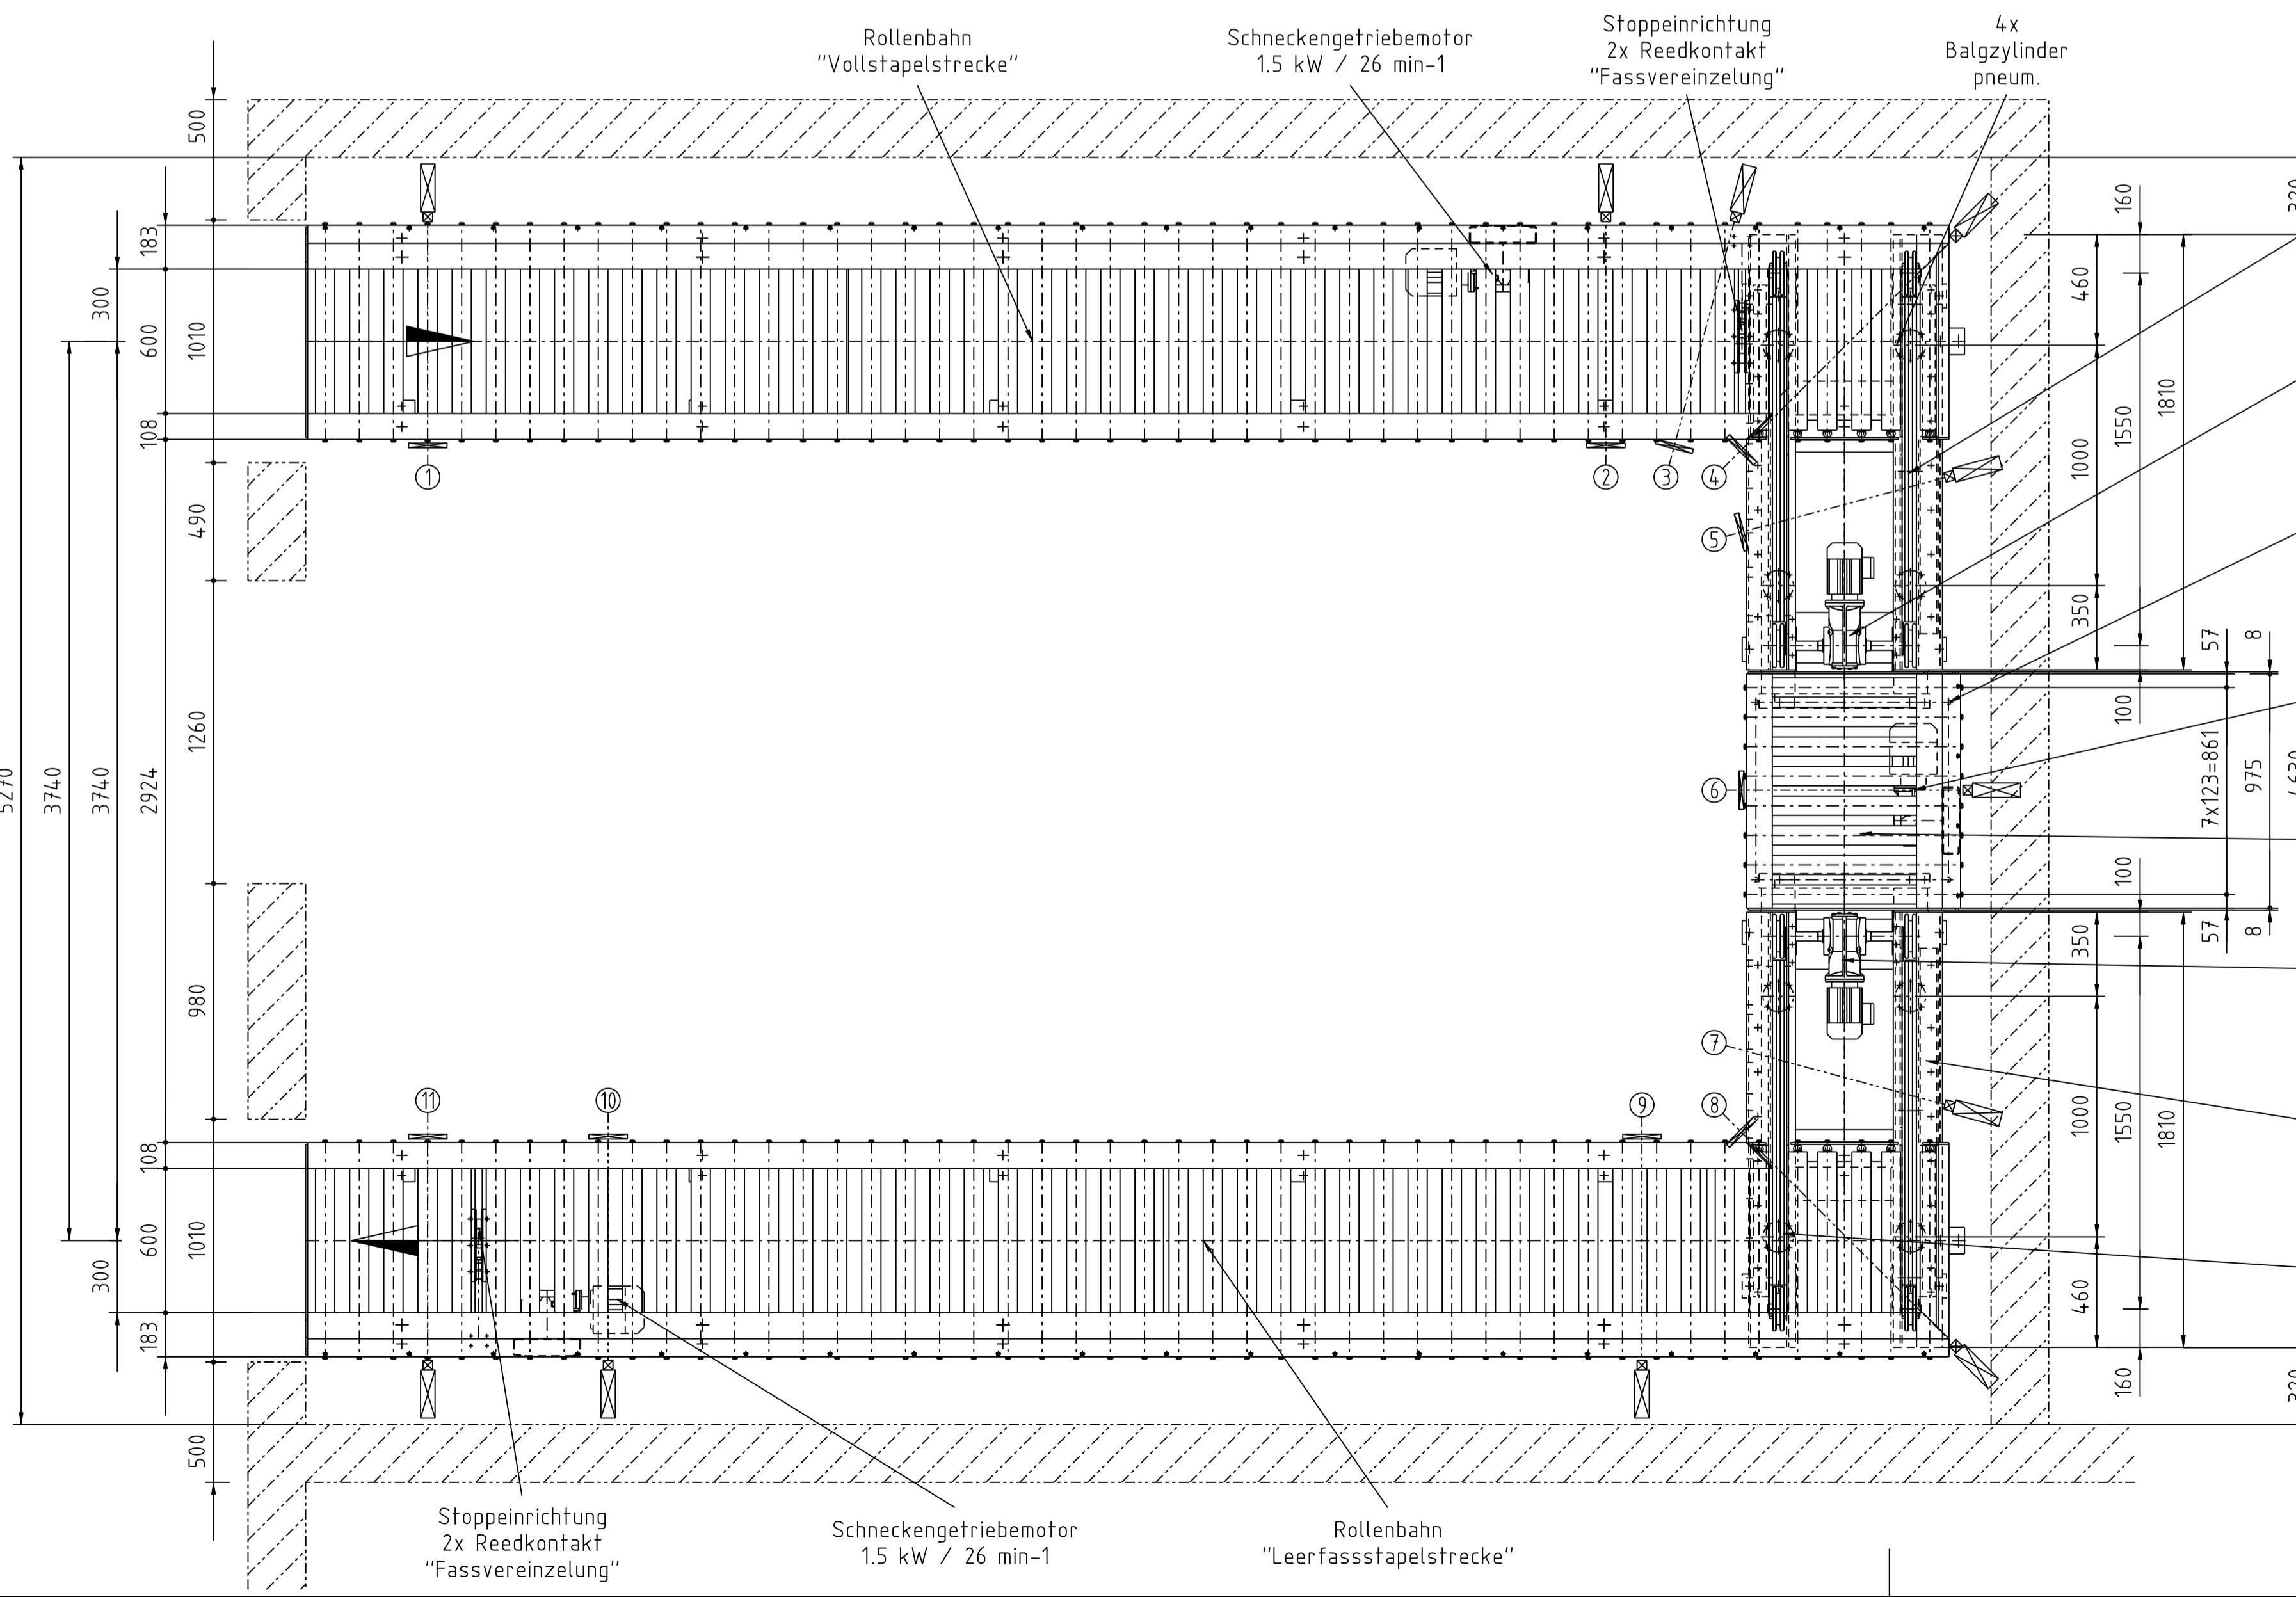 Rollenbahn
"Vollstapelstrecke"
Schneckengetriebemotor
1.5 kW / 26 min-1
Stoppeinrichtung
2x Reedkontakt
"Fassvereinzelung"
4x
Balgzylinder
pneum.
500
183
300
600
1010
108
490
1260
5270
3740
3740
2924
980
108
600
1010
300
183
500
1
2
3
4
5
6
7
8
9
10
11
160
460
1550
1810
1000
350
57
8
100
7x123=861
975
100
57
8
350
1000
1550
1810
460
160
Stoppeinrichtung
2x Reedkontakt
"Fassvereinzelung"
Schneckengetriebemotor
1.5 kW / 26 min-1
Rollenbahn
"Leerfassstapelstrecke"